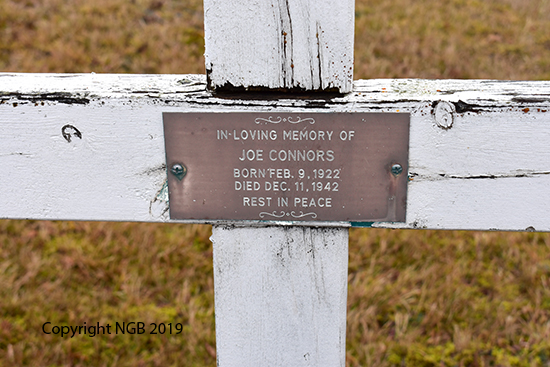 IN LOVING MEMORY OF
JOE CONNORS
BORN FEB. 9, 1922
DIED DEC. 11, 1942
REST IN PEACE
Copyright NGB 2019